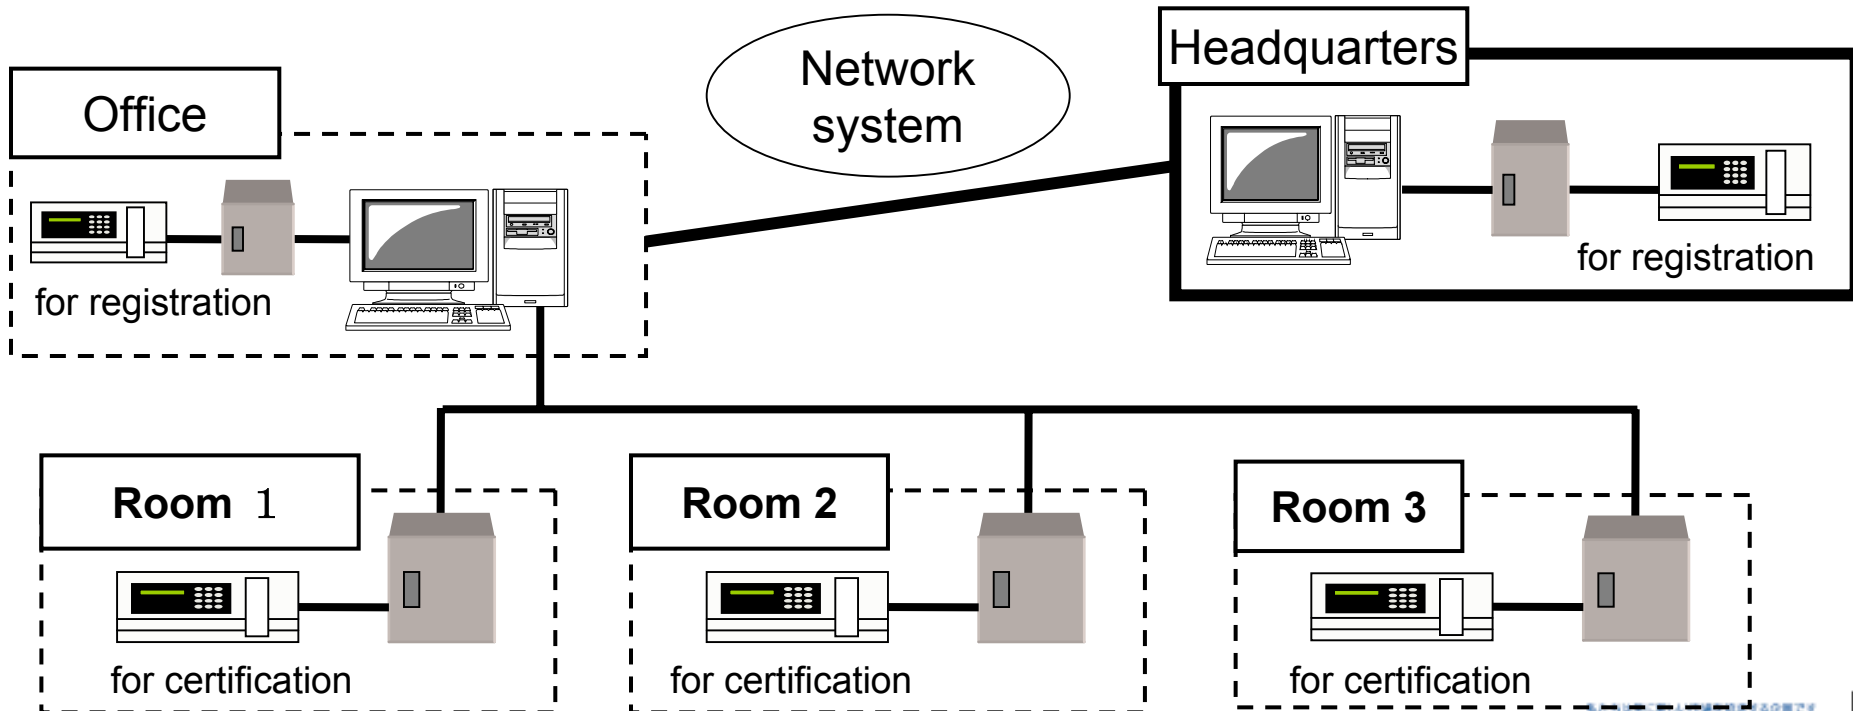 Network
system
Headquarters
Office
for registration
for registration
Room １
Room 2
Room 3
for certification
for certification
for certification